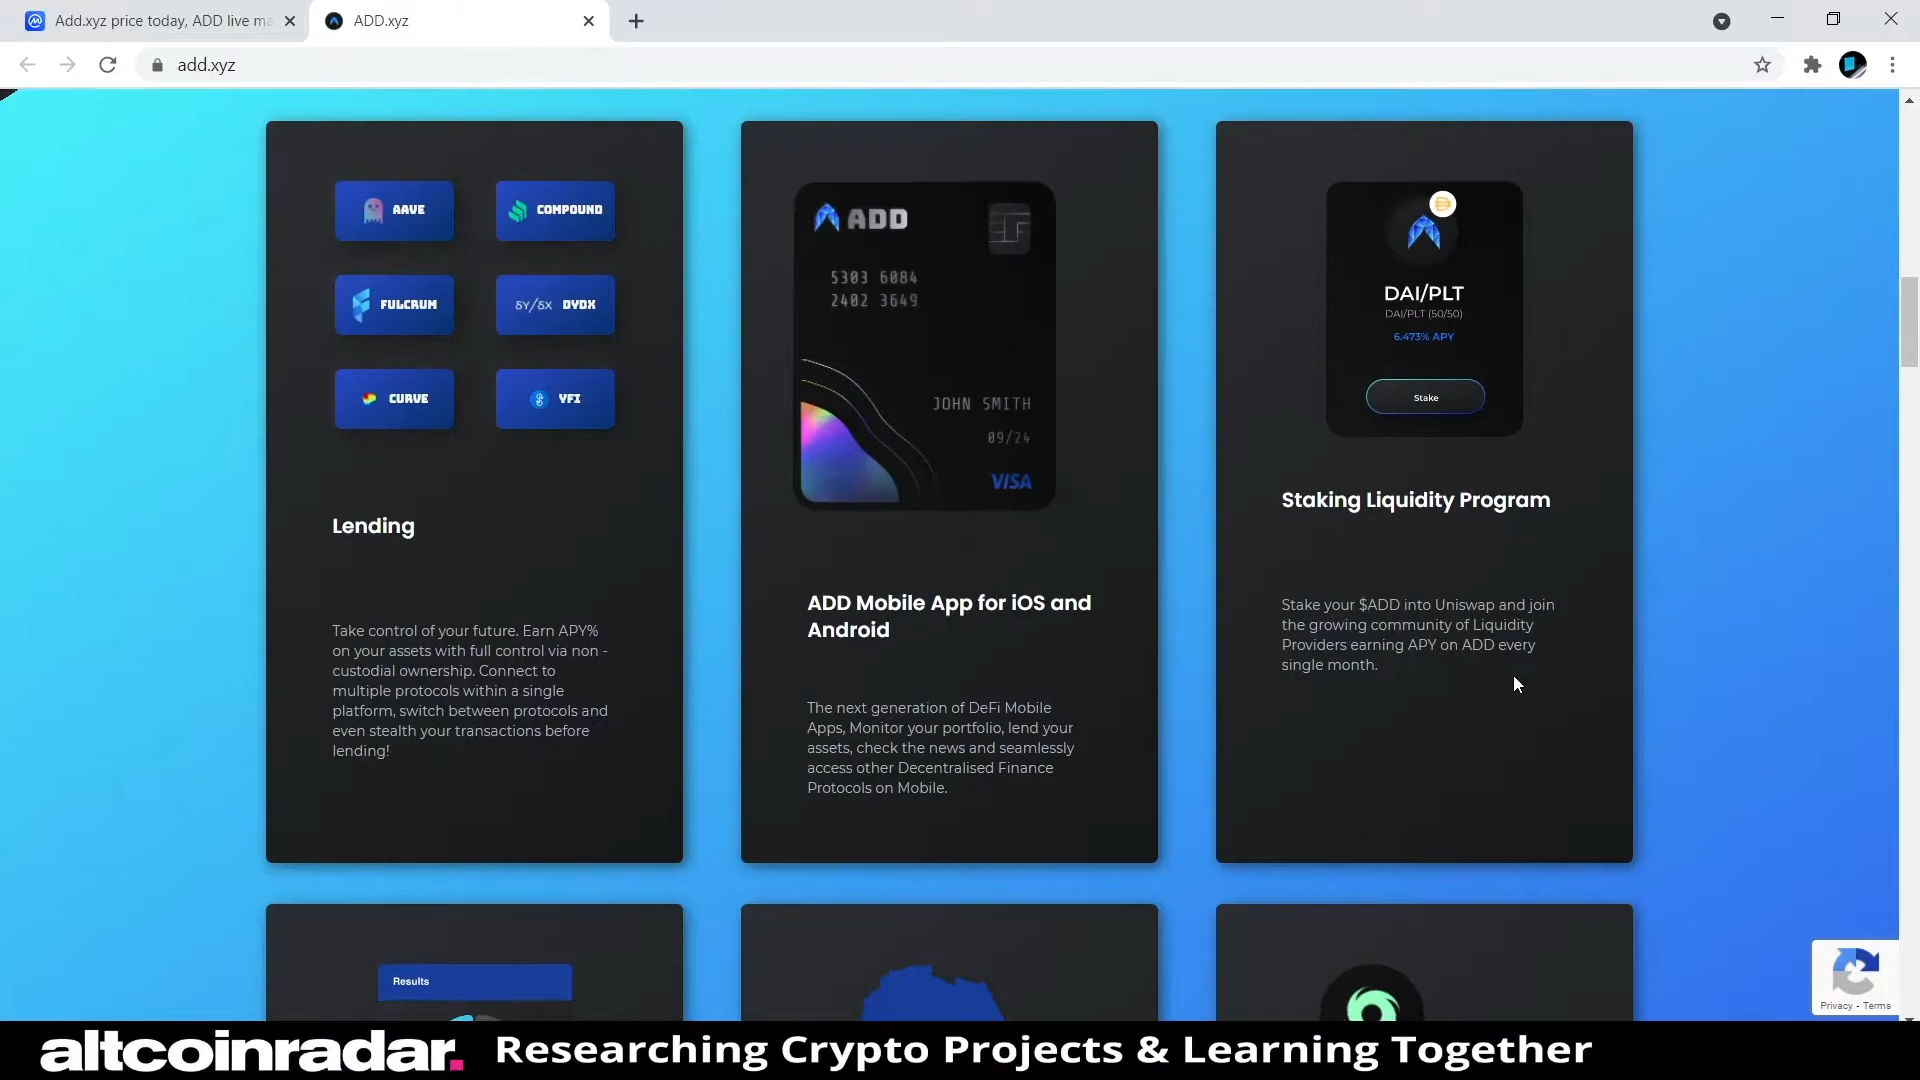 Add.xyz price today, ADD live ma
ADD.xyz
add.xyz
AAVE
COMPOUND
FULCRUM
δY/δX DYDX
CURVE
YFI
Lending
Take control of your future. Earn APY%
on your assets with full control via non -
custodial ownership. Connect to
multiple protocols within a single
platform, switch between protocols and
even stealth your transactions before
lending!
ADD
5303 6084
2402 3649
JOHN SMITH
09/24
VISA
ADD Mobile App for iOS and
Android
The next generation of DeFi Mobile
Apps, Monitor your portfolio, lend your
assets, check the news and seamlessly
access other Decentralised Finance
Protocols on Mobile.
DAI/PLT
DAI/PLT (50/50)
6.473% APY
Stake
Staking Liquidity Program
Stake your $ADD into Uniswap and join
the growing community of Liquidity
Providers earning APY on ADD every
single month.
Results
Privacy - Terms
altcoinradar.
Researching Crypto Projects & Learning Together